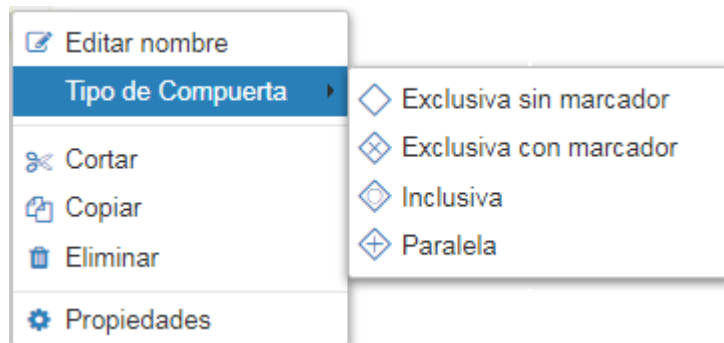 Editar nombre
Tipo de Compuerta
Cortar
Copiar
Eliminar
Propiedades
Exclusiva sin marcador
Exclusiva con marcador
Inclusiva
Paralela